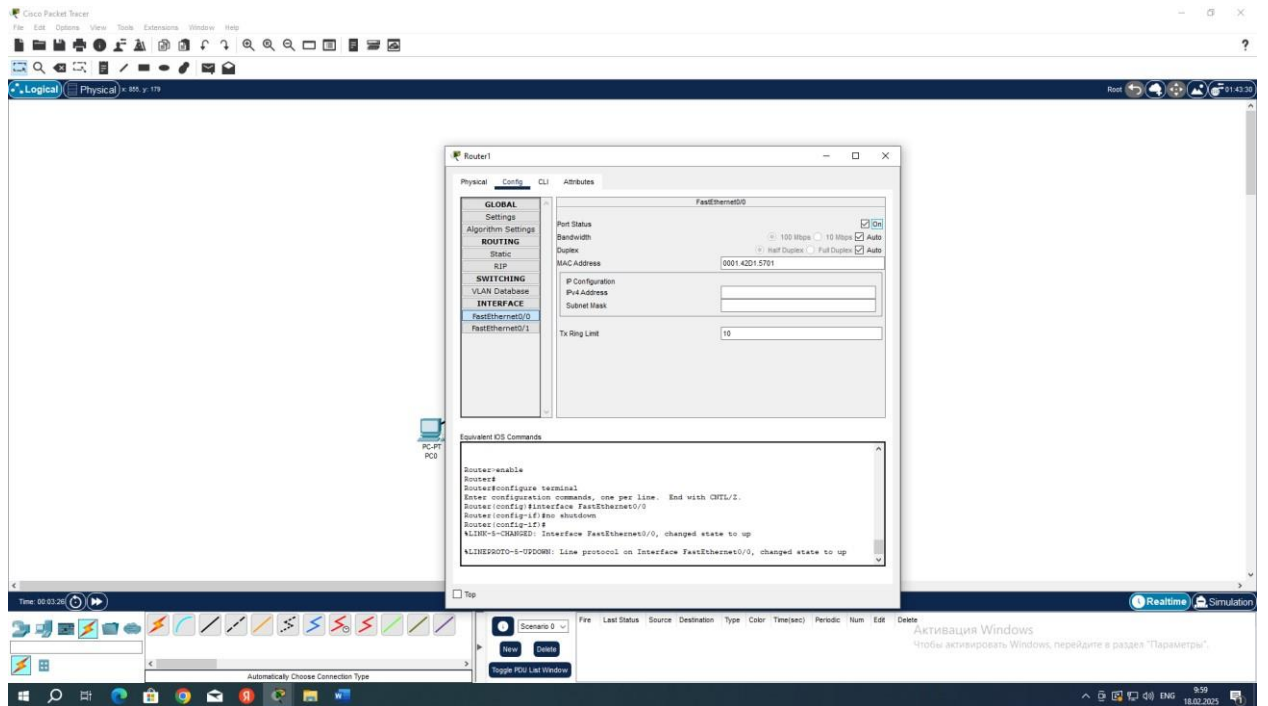 Cisco Packet Tracer
File Edit Options View Tools Extensions Window Help
?
Logical Physical x: 855, y: 179 Root 01:43:30
Router1
Physical Config CLI Attributes
GLOBAL
Settings
Algorithm Settings
ROUTING
Static
RIP
SWITCHING
VLAN Database
INTERFACE
FastEthernet0/0
FastEthernet0/1
FastEthernet0/0
Port Status On
Bandwidth 100 Mbps 10 Mbps Auto
Duplex Half Duplex Full Duplex Auto
MAC Address 0001.42D1.5701
IP Configuration
IPv4 Address
Subnet Mask
Tx Ring Limit 10
PC-PT
PC0
Equivalent IOS Commands
Router>enable
Router#
Router#configure terminal
Enter configuration commands, one per line. End with CNTL/Z.
Router(config)#interface FastEthernet0/0
Router(config-if)#no shutdown
Router(config-if)#
%LINK-5-CHANGED: Interface FastEthernet0/0, changed state to up
%LINEPROTO-5-UPDOWN: Line protocol on Interface FastEthernet0/0, changed state to up
Top
Time: 00:03:26 Realtime Simulation
Scenario 0
New Delete
Toggle PDU List Window
Fire Last Status Source Destination Type Color Time(sec) Periodic Num Edit Delete
Активация Windows
Чтобы активировать Windows, перейдите в раздел "Параметры".
Automatically Choose Connection Type
ENG 9:59
18.02.2025